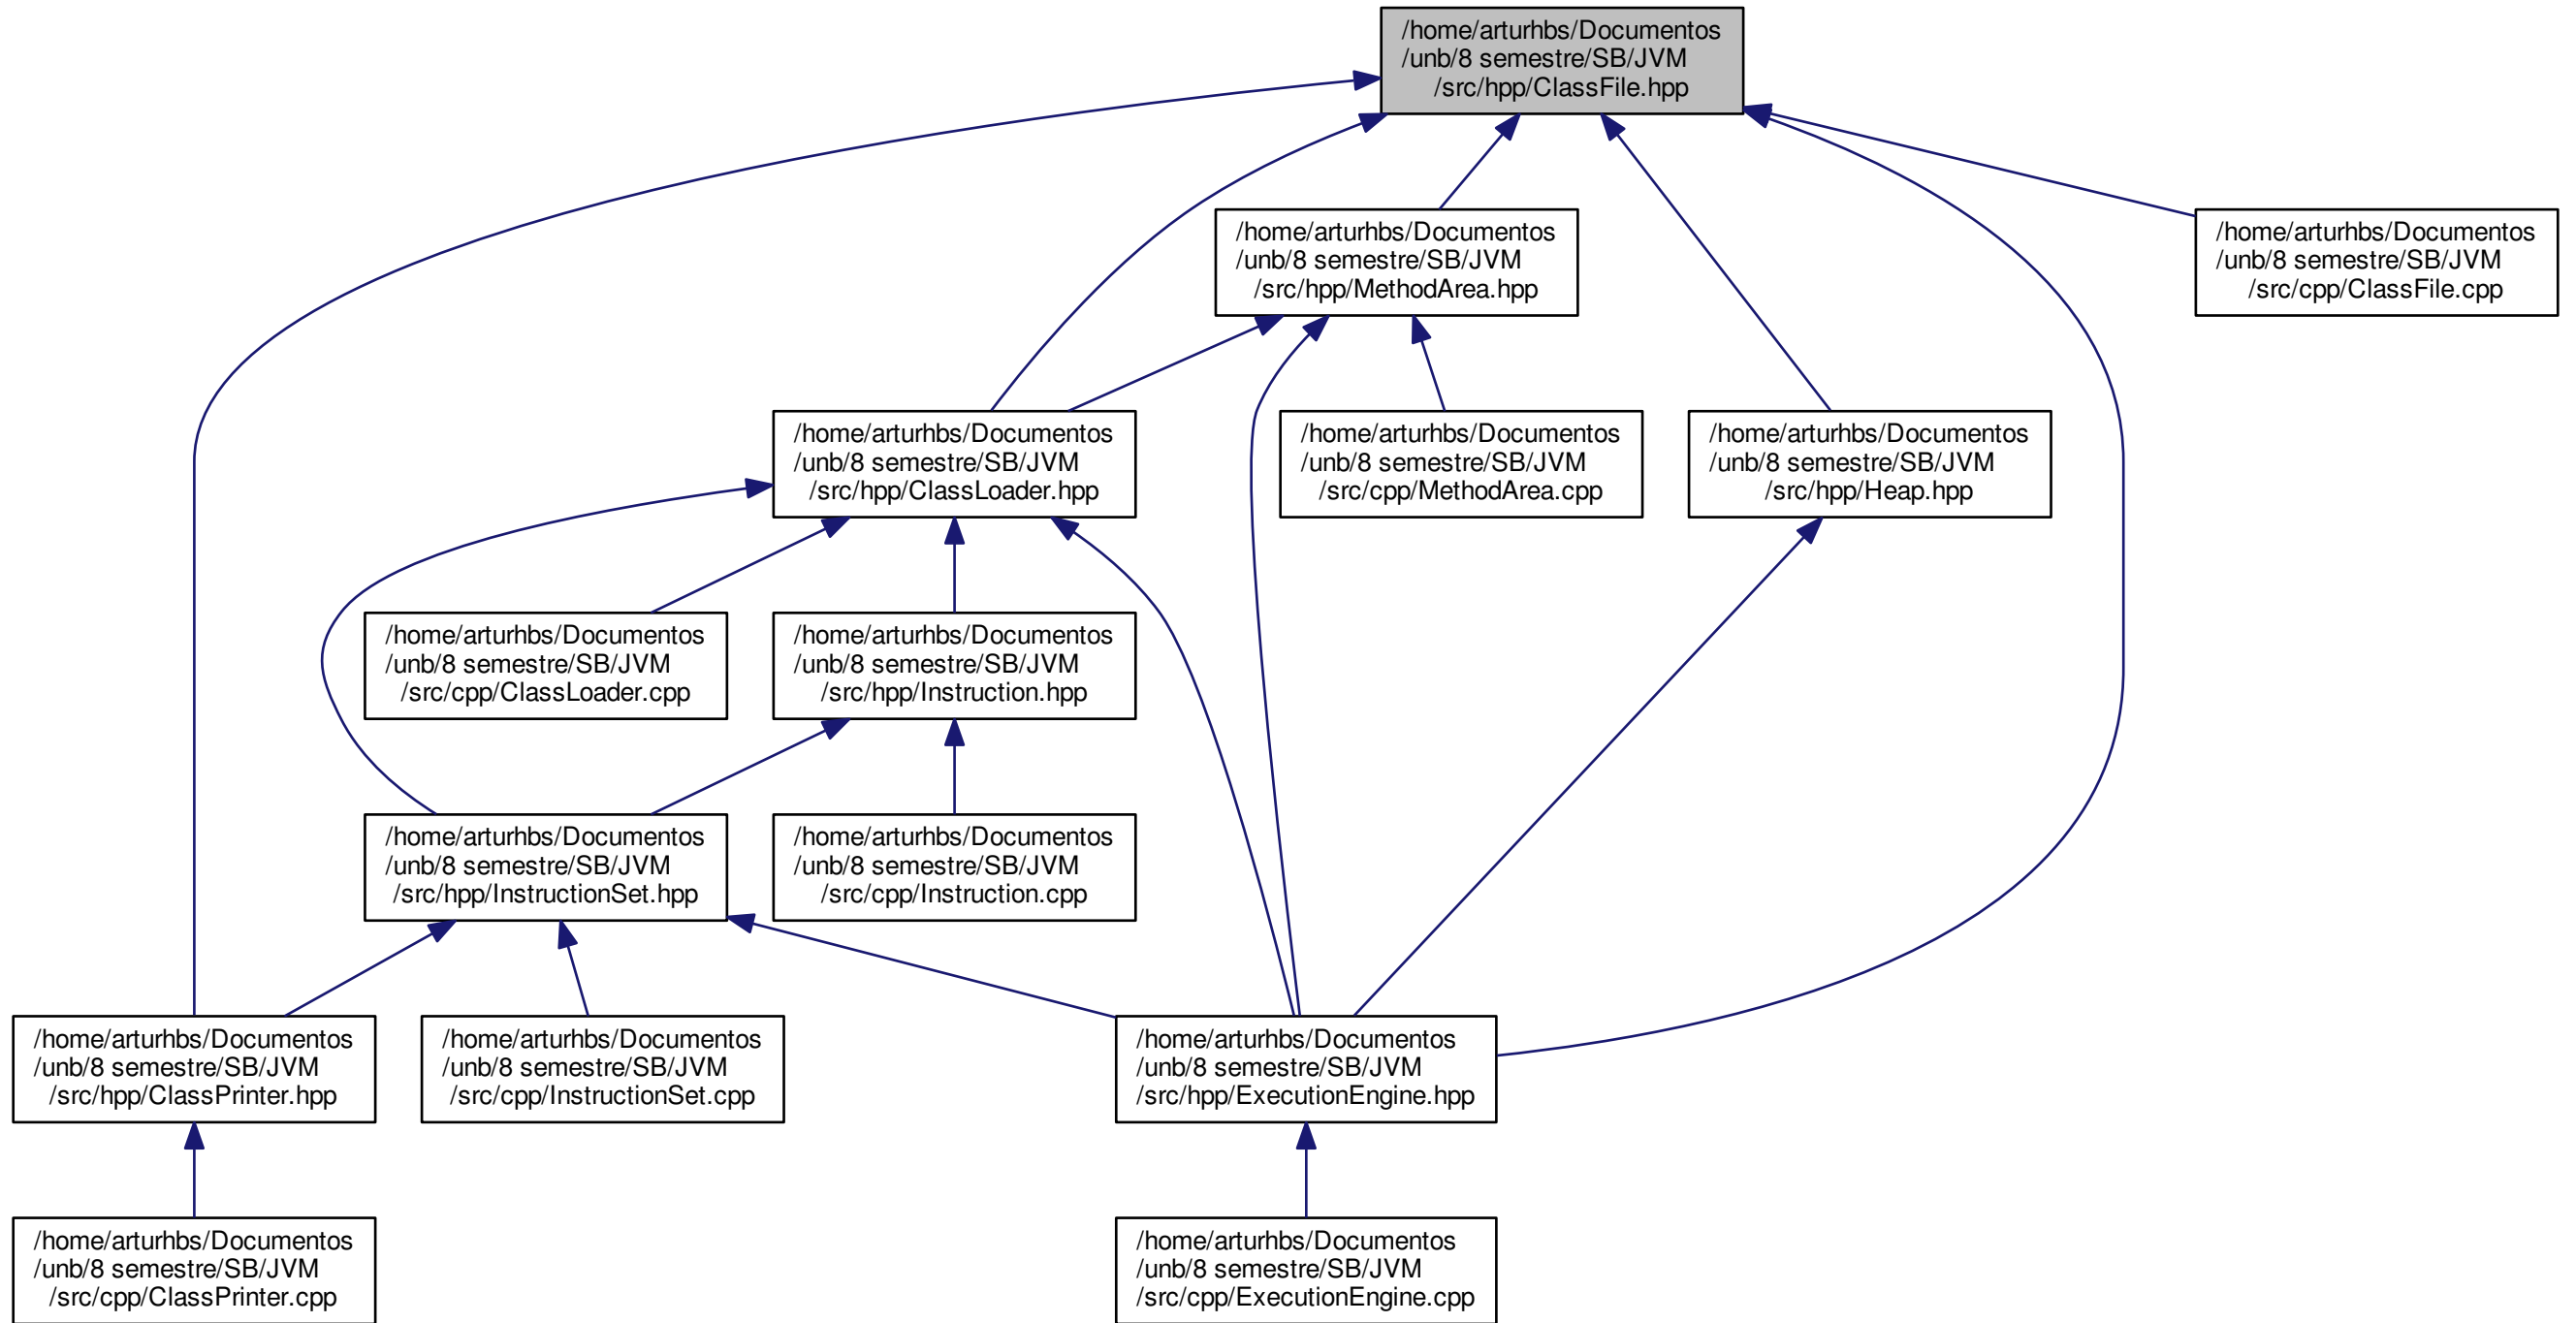 /home/arturhbs/Documentos
/unb/8 semestre/SB/JVM
/src/hpp/ClassFile.hpp
/home/arturhbs/Documentos
/unb/8 semestre/SB/JVM
/src/hpp/MethodArea.hpp
/home/arturhbs/Documentos
/unb/8 semestre/SB/JVM
/src/cpp/ClassFile.cpp
/home/arturhbs/Documentos
/unb/8 semestre/SB/JVM
/src/hpp/ClassLoader.hpp
/home/arturhbs/Documentos
/unb/8 semestre/SB/JVM
/src/cpp/MethodArea.cpp
/home/arturhbs/Documentos
/unb/8 semestre/SB/JVM
/src/hpp/Heap.hpp
/home/arturhbs/Documentos
/unb/8 semestre/SB/JVM
/src/cpp/ClassLoader.cpp
/home/arturhbs/Documentos
/unb/8 semestre/SB/JVM
/src/hpp/Instruction.hpp
/home/arturhbs/Documentos
/unb/8 semestre/SB/JVM
/src/hpp/InstructionSet.hpp
/home/arturhbs/Documentos
/unb/8 semestre/SB/JVM
/src/cpp/Instruction.cpp
/home/arturhbs/Documentos
/unb/8 semestre/SB/JVM
/src/hpp/ClassPrinter.hpp
/home/arturhbs/Documentos
/unb/8 semestre/SB/JVM
/src/cpp/InstructionSet.cpp
/home/arturhbs/Documentos
/unb/8 semestre/SB/JVM
/src/hpp/ExecutionEngine.hpp
/home/arturhbs/Documentos
/unb/8 semestre/SB/JVM
/src/cpp/ClassPrinter.cpp
/home/arturhbs/Documentos
/unb/8 semestre/SB/JVM
/src/cpp/ExecutionEngine.cpp